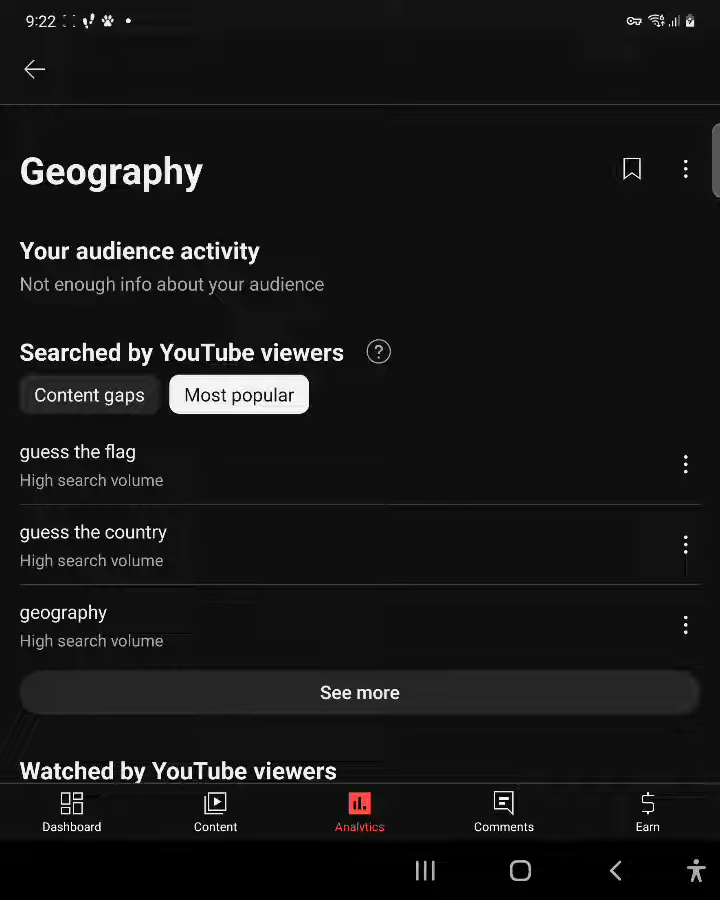 9:22
Geography
Your audience activity
Not enough info about your audience
Searched by YouTube viewers ?
Content gaps Most popular
guess the flag
High search volume
guess the country
High search volume
geography
High search volume
See more
Watched by YouTube viewers
Dashboard Content Analytics Comments Earn